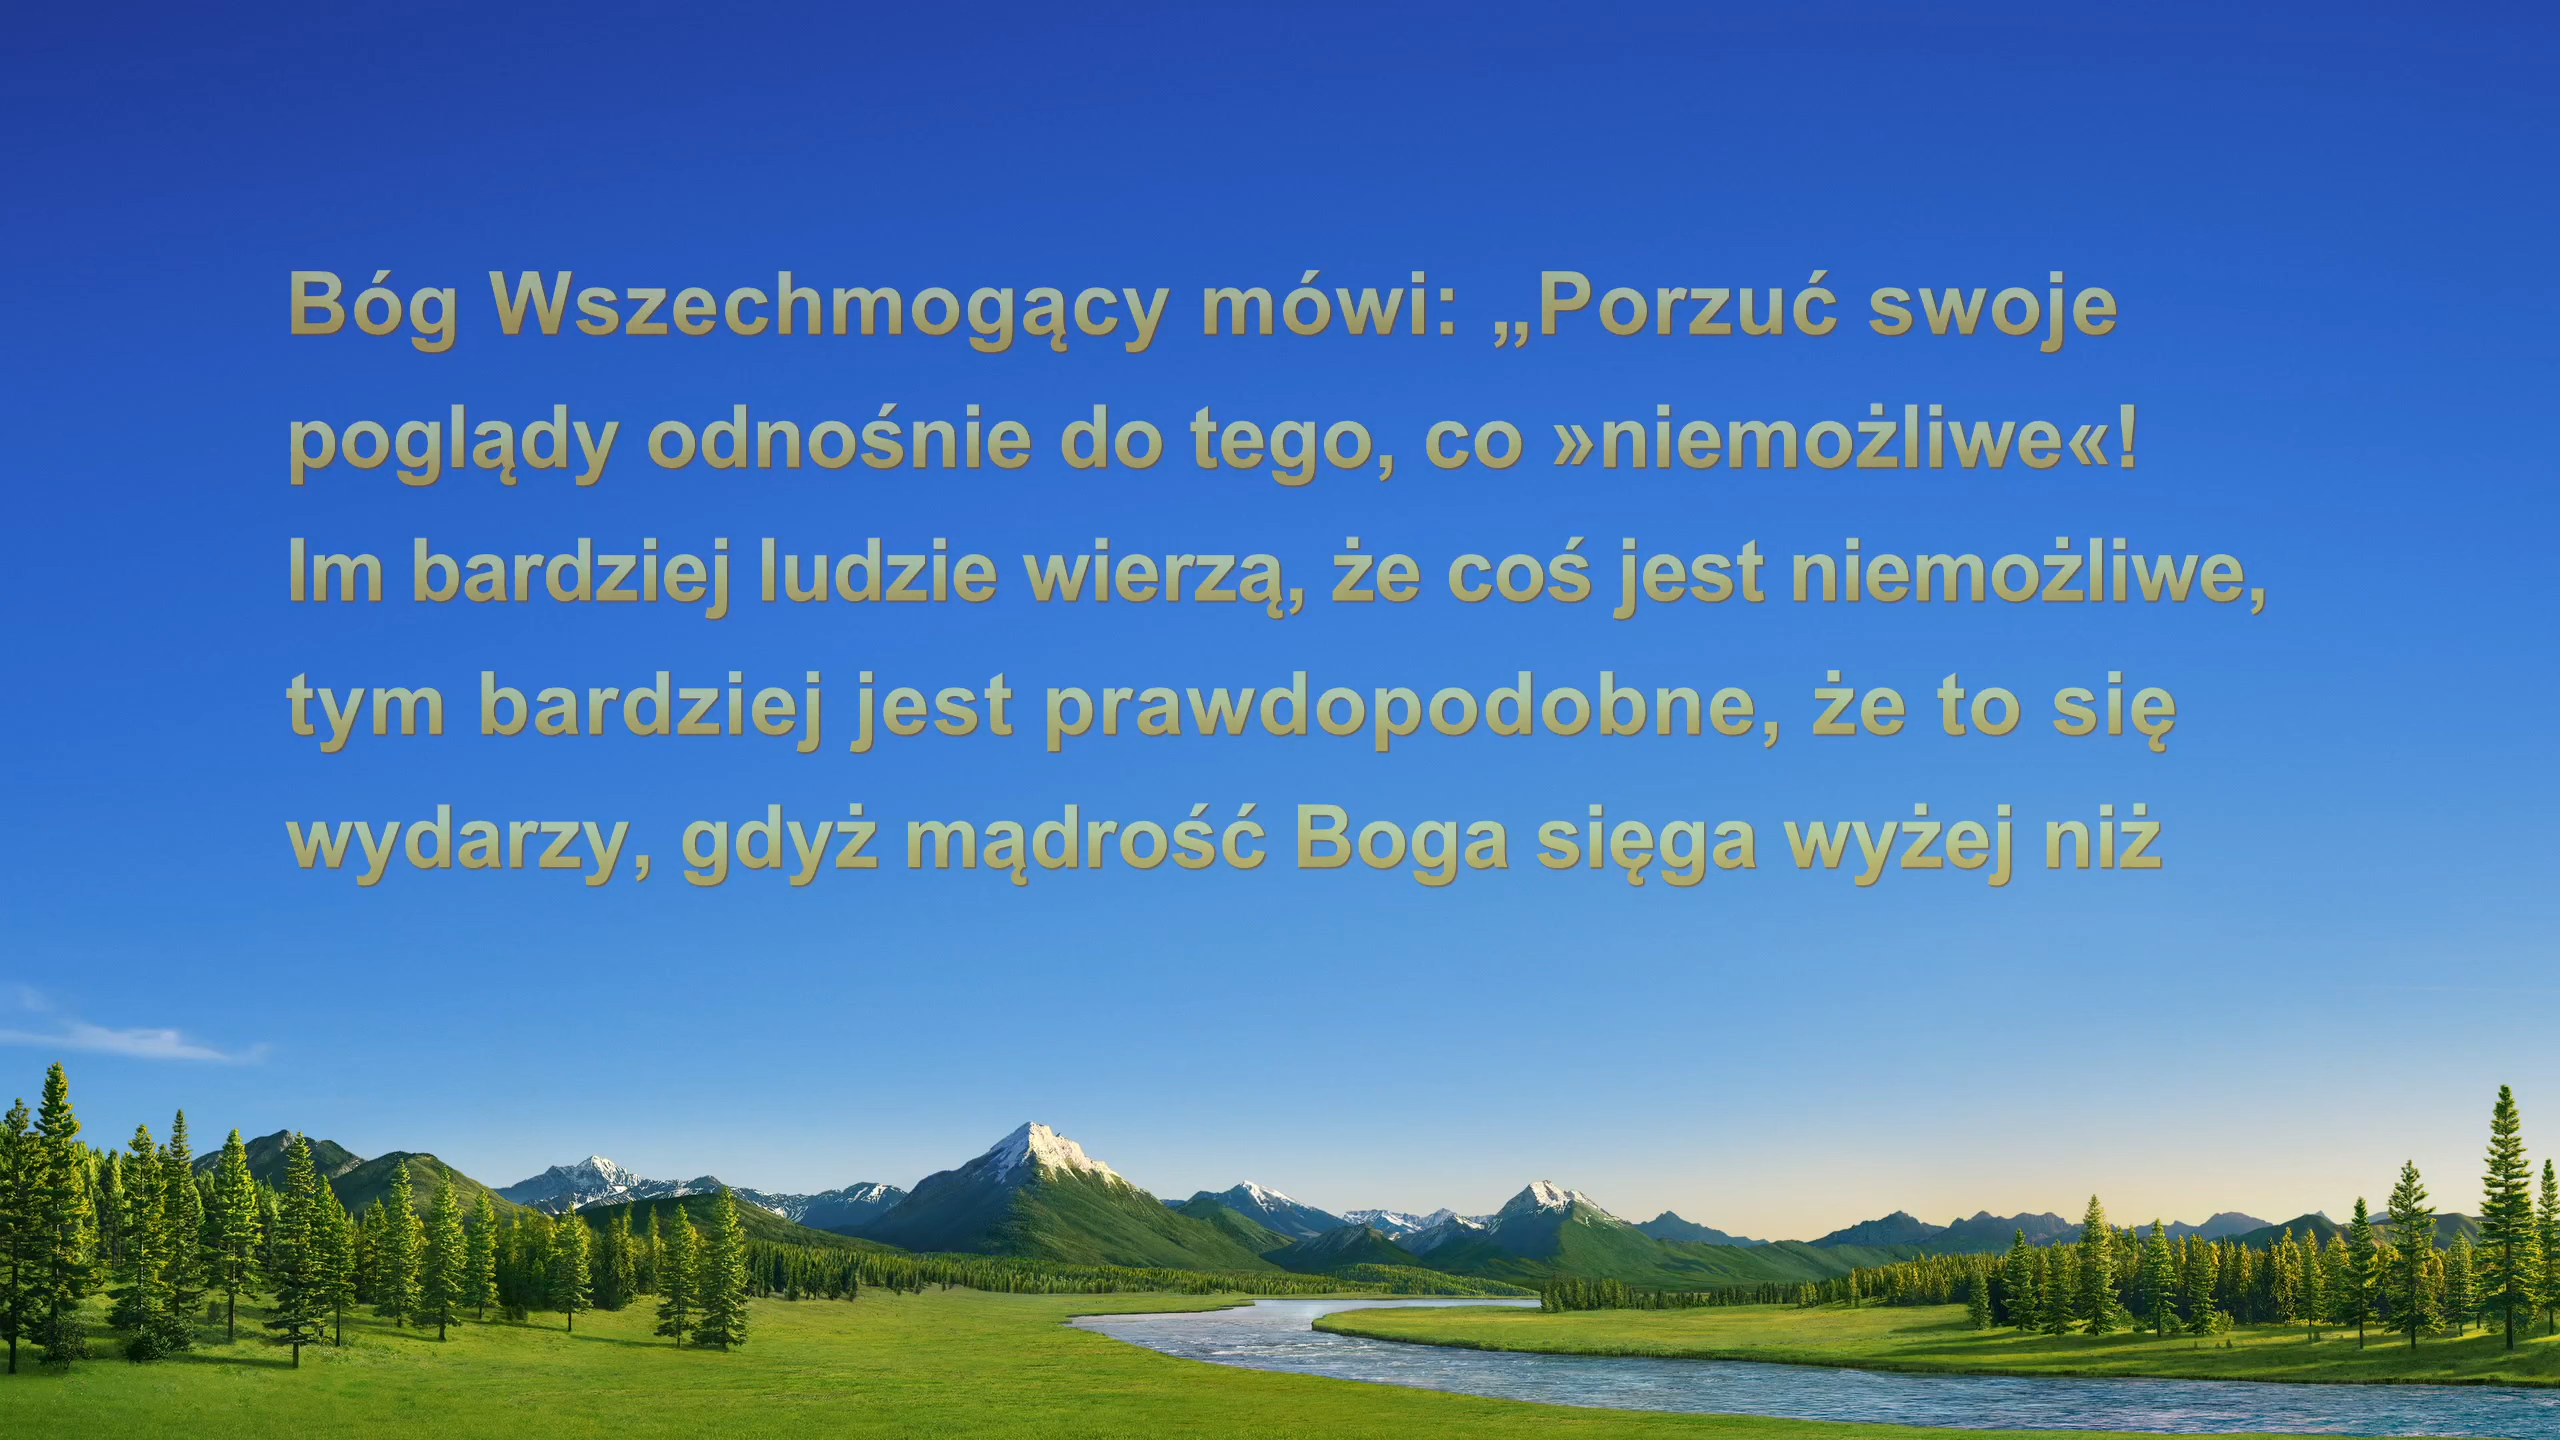 Bóg Wszechmogący mówi: „Porzuć swoje
poglądy odnośnie do tego, co »niemożliwe«!
Im bardziej ludzie wierzą, że coś jest niemożliwe,
tym bardziej jest prawdopodobne, że to się
wydarzy, gdyż mądrość Boga sięga wyżej niż